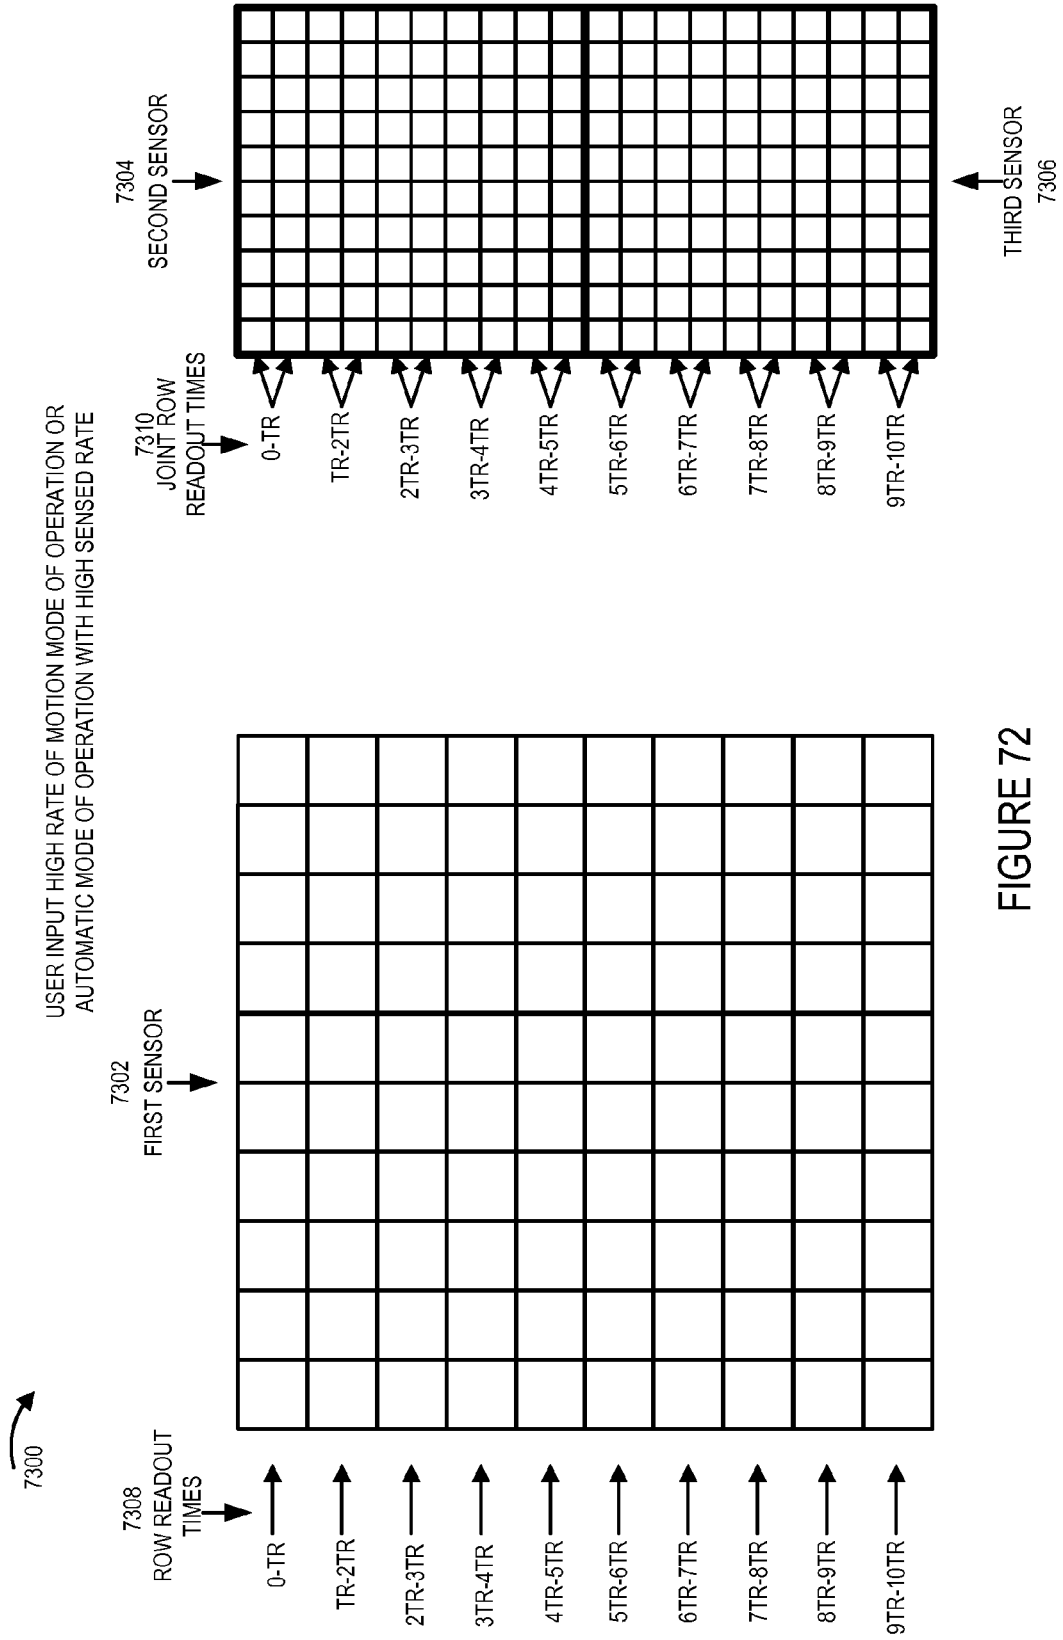 7300
USER INPUT HIGH RATE OF MOTION MODE OF OPERATION OR
AUTOMATIC MODE OF OPERATION WITH HIGH SENSED RATE
7308
ROW READOUT
TIMES
0-TR
TR-2TR
2TR-3TR
3TR-4TR
4TR-5TR
5TR-6TR
6TR-7TR
7TR-8TR
8TR-9TR
9TR-10TR
7302
FIRST SENSOR
7310
JOINT ROW
READOUT TIMES
0-TR
TR-2TR
2TR-3TR
3TR-4TR
4TR-5TR
5TR-6TR
6TR-7TR
7TR-8TR
8TR-9TR
9TR-10TR
7304
SECOND SENSOR
THIRD SENSOR
7306
FIGURE 72